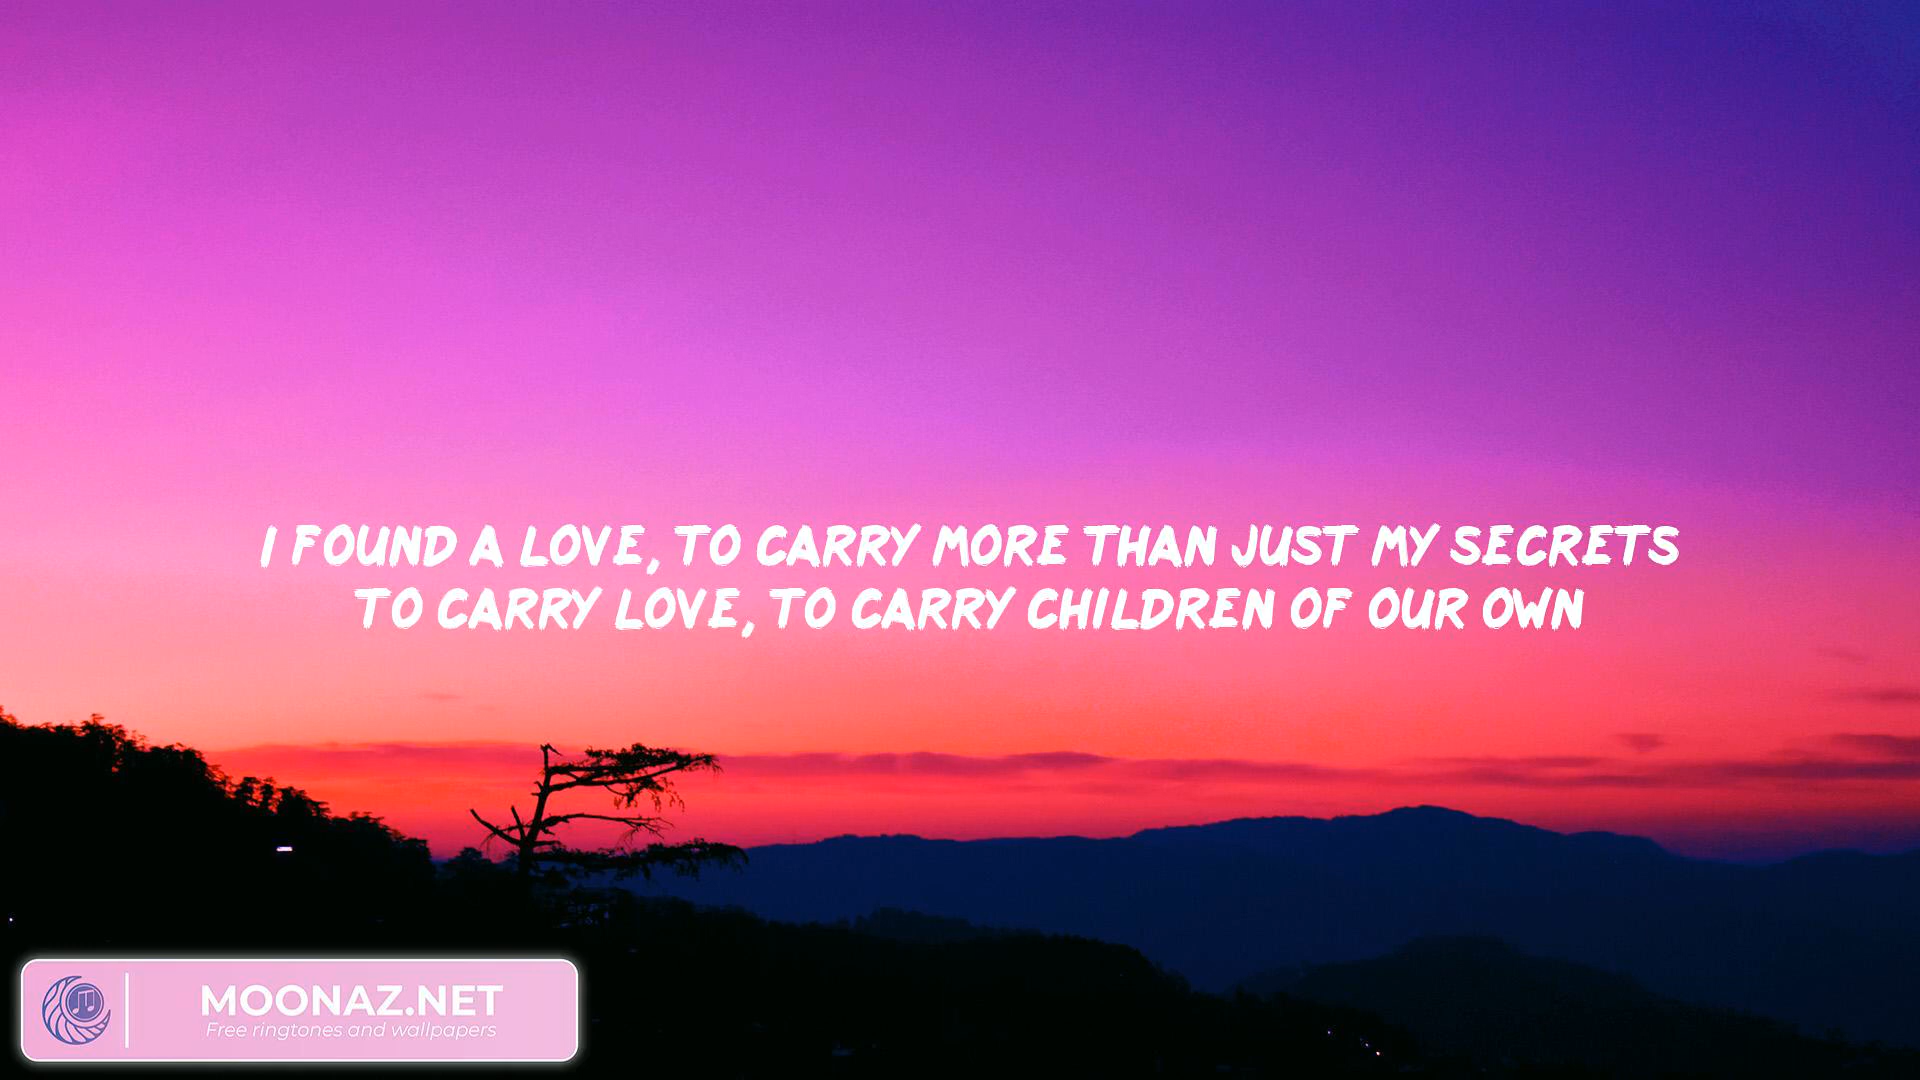 I FOUND A LOVE, TO CARRY MORE THAN JUST MY SECRETS
TO CARRY LOVE, TO CARRY CHILDREN OF OUR OWN
MOONAZ.NET
Free ringtones and wallpapers